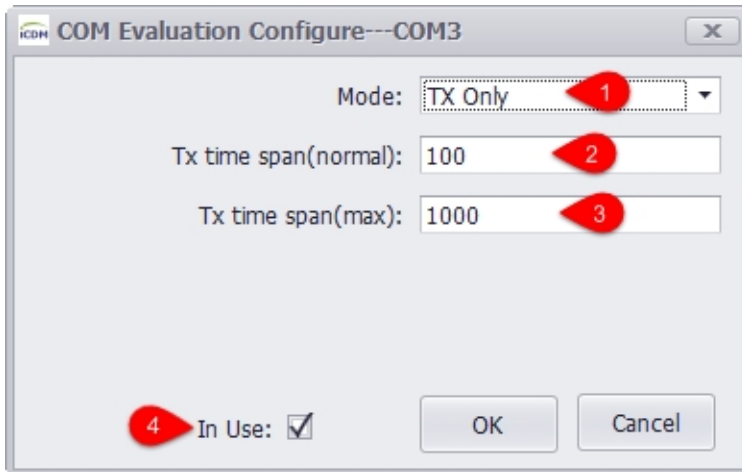 iCDM COM Evaluation Configure---COM3
Mode: TX Only 1
Tx time span(normal): 100 2
Tx time span(max): 1000 3
4 In Use: OK Cancel